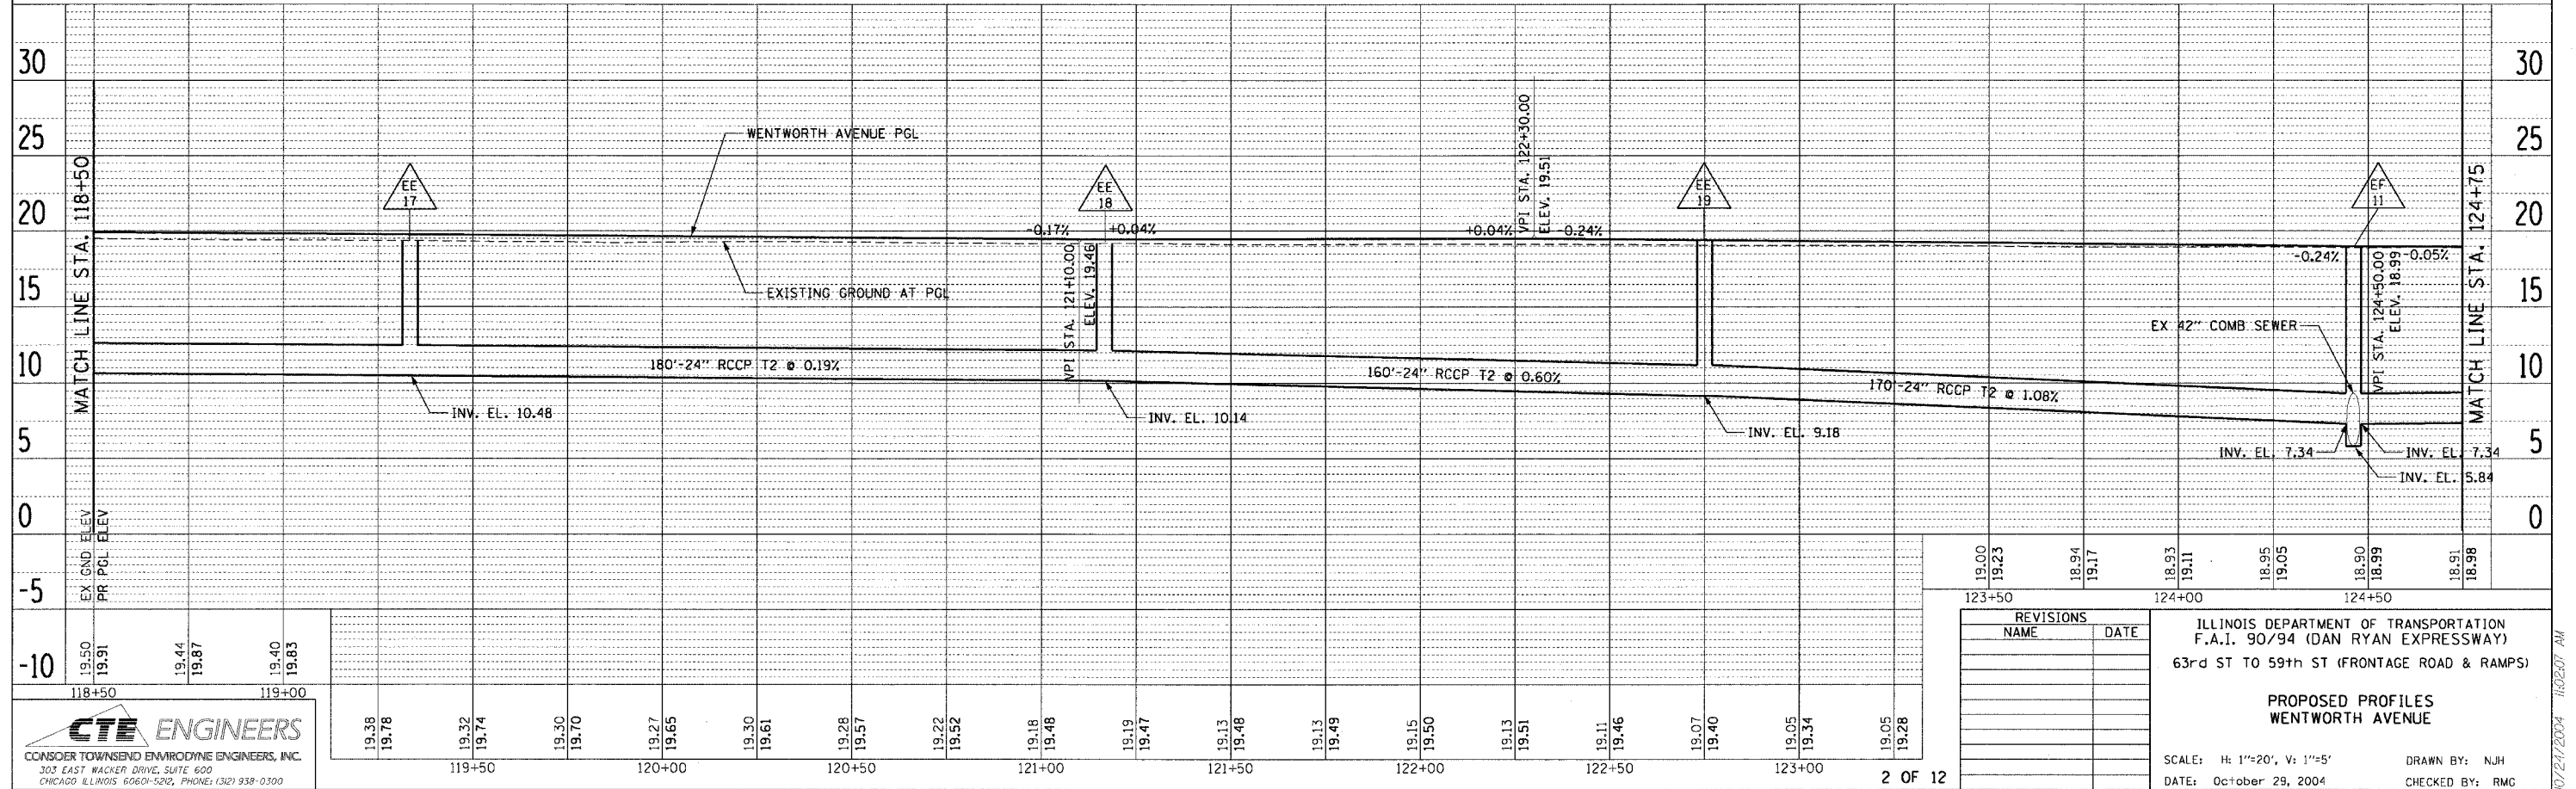 30
25
20
15
10
5
0
-5
-10
30
25
20
15
10
5
0
MATCH LINE STA. 118+50
EX GND ELEV
PR PGL ELEV
WENTWORTH AVENUE PGL
EXISTING GROUND AT PGL
EE
17
EE
18
EE
19
EF
11
-0.17%
+0.04%
VPI STA. 121+10.00
ELEV. 19.46
+0.04%
-0.24%
VPI STA. 122+30.00
ELEV. 19.51
-0.24%
-0.05%
VPI STA. 124+50.00
ELEV. 18.99
MATCH LINE STA. 124+75
EX 42" COMB SEWER
180'-24" RCCP T2 @ 0.19%
160'-24" RCCP T2 @ 0.60%
170'-24" RCCP T2 @ 1.08%
INV. EL. 10.48
INV. EL. 10.14
INV. EL. 9.18
INV. EL. 7.34
INV. EL. 7.34
INV. EL. 5.84
19.50
19.91
19.44
19.87
19.40
19.83
118+50
119+00
19.38
19.78
19.32
19.74
19.30
19.70
19.27
19.65
19.30
19.61
19.28
19.57
19.22
19.52
19.18
19.48
19.19
19.47
19.13
19.48
19.13
19.49
19.15
19.50
19.13
19.51
19.11
19.46
19.07
19.40
19.05
19.34
19.05
19.28
119+50
120+00
120+50
121+00
121+50
122+00
122+50
123+00
19.00
19.23
18.94
19.17
18.93
19.11
18.95
19.05
18.90
18.99
18.91
18.98
123+50
124+00
124+50
CTE ENGINEERS
CONSOER TOWNSEND ENVIRODYNE ENGINEERS, INC.
303 EAST WACKER DRIVE, SUITE 600
CHICAGO ILLINOIS 60601-5212, PHONE: (312) 938-0300
2 OF 12
REVISIONS
NAME DATE
ILLINOIS DEPARTMENT OF TRANSPORTATION
F.A.I. 90/94 (DAN RYAN EXPRESSWAY)
63rd ST TO 59th ST (FRONTAGE ROAD & RAMPS)
PROPOSED PROFILES
WENTWORTH AVENUE
SCALE: H: 1"=20', V: 1"=5'
DRAWN BY: NJH
DATE: October 29, 2004
CHECKED BY: RMG
10/24/2004 11:02:07 AM